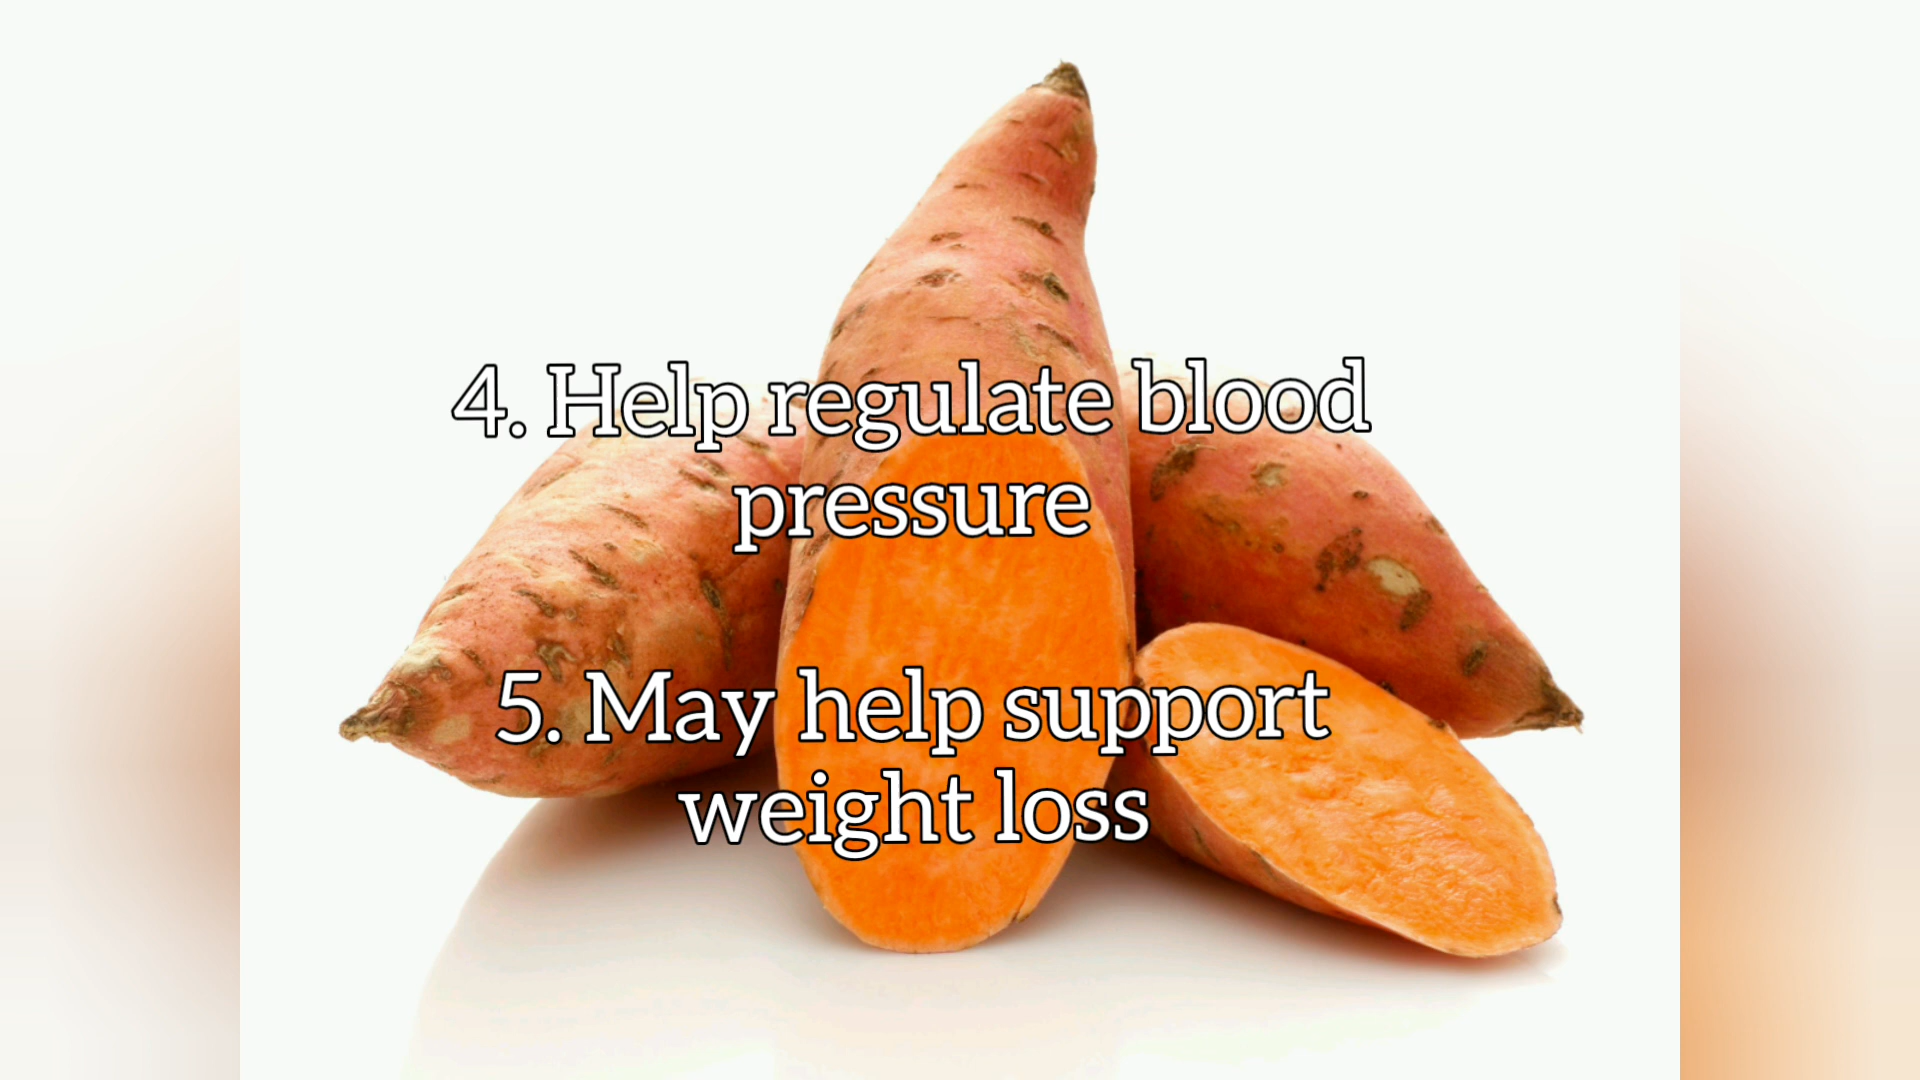 4. Help regulate blood
pressure
5. May help support
weight loss